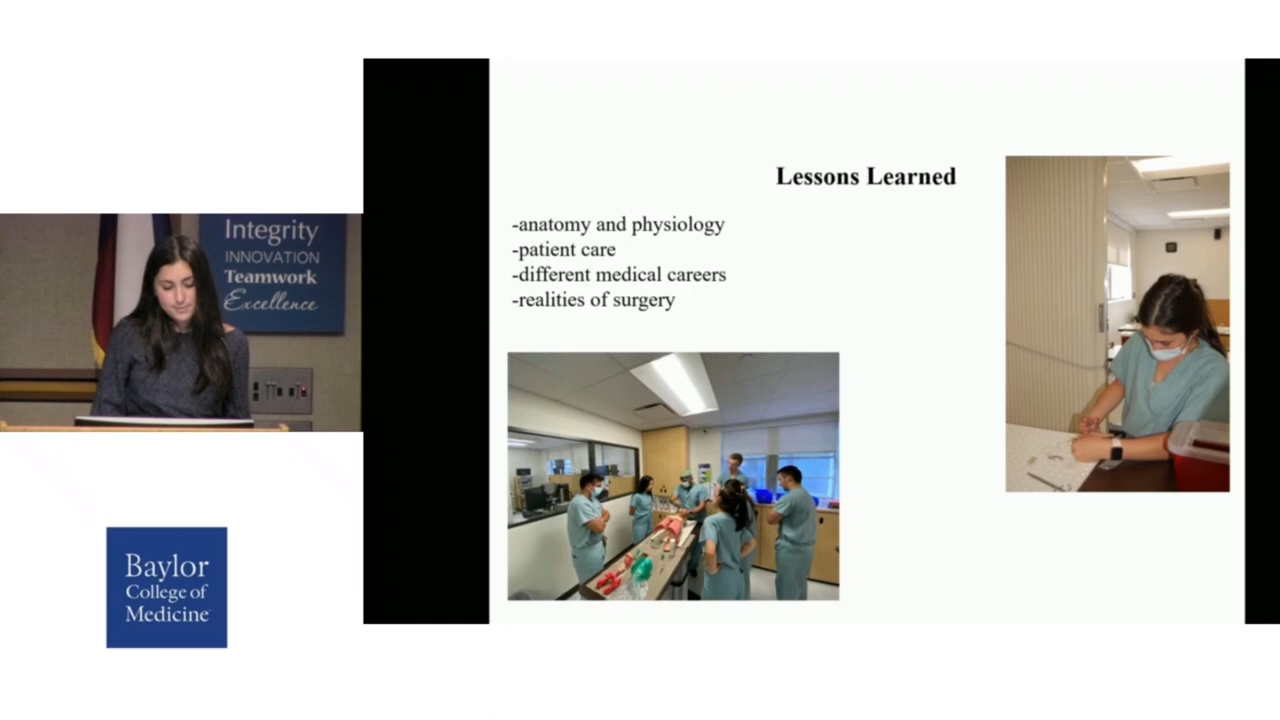 Integrity
INNOVATION
Teamwork
Excellence
Baylor
College of
Medicine
Lessons Learned
-anatomy and physiology
-patient care
-different medical careers
-realities of surgery